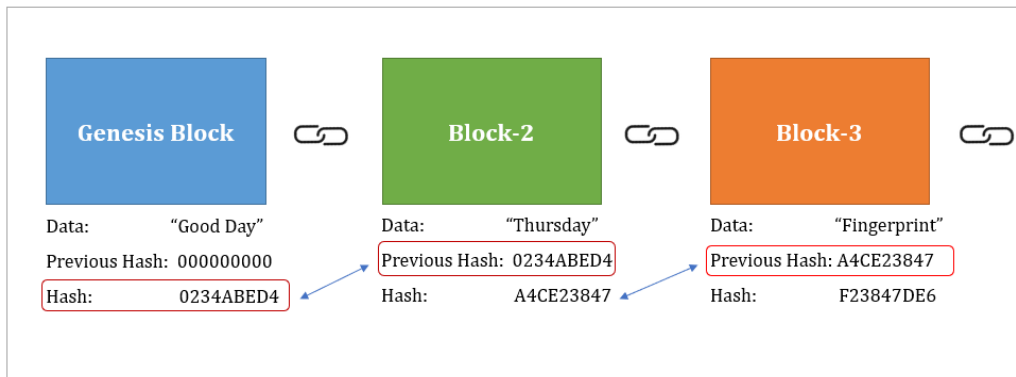 Genesis Block
Data: “Good Day”
Previous Hash: 000000000
Hash: 0234ABED4
Block-2
Data: “Thursday”
Previous Hash: 0234ABED4
Hash: A4CE23847
Block-3
Data: “Fingerprint”
Previous Hash: A4CE23847
Hash: F23847DE6